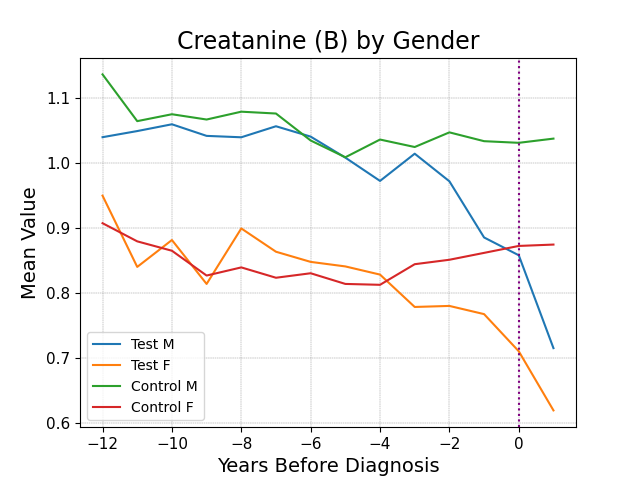 Creatanine (B) by Gender
Mean Value
1.1
1.0
0.9
0.8
0.7
0.6
Test M
Test F
Control M
Control F
−12 −10 −8 −6 −4 −2 0
Years Before Diagnosis